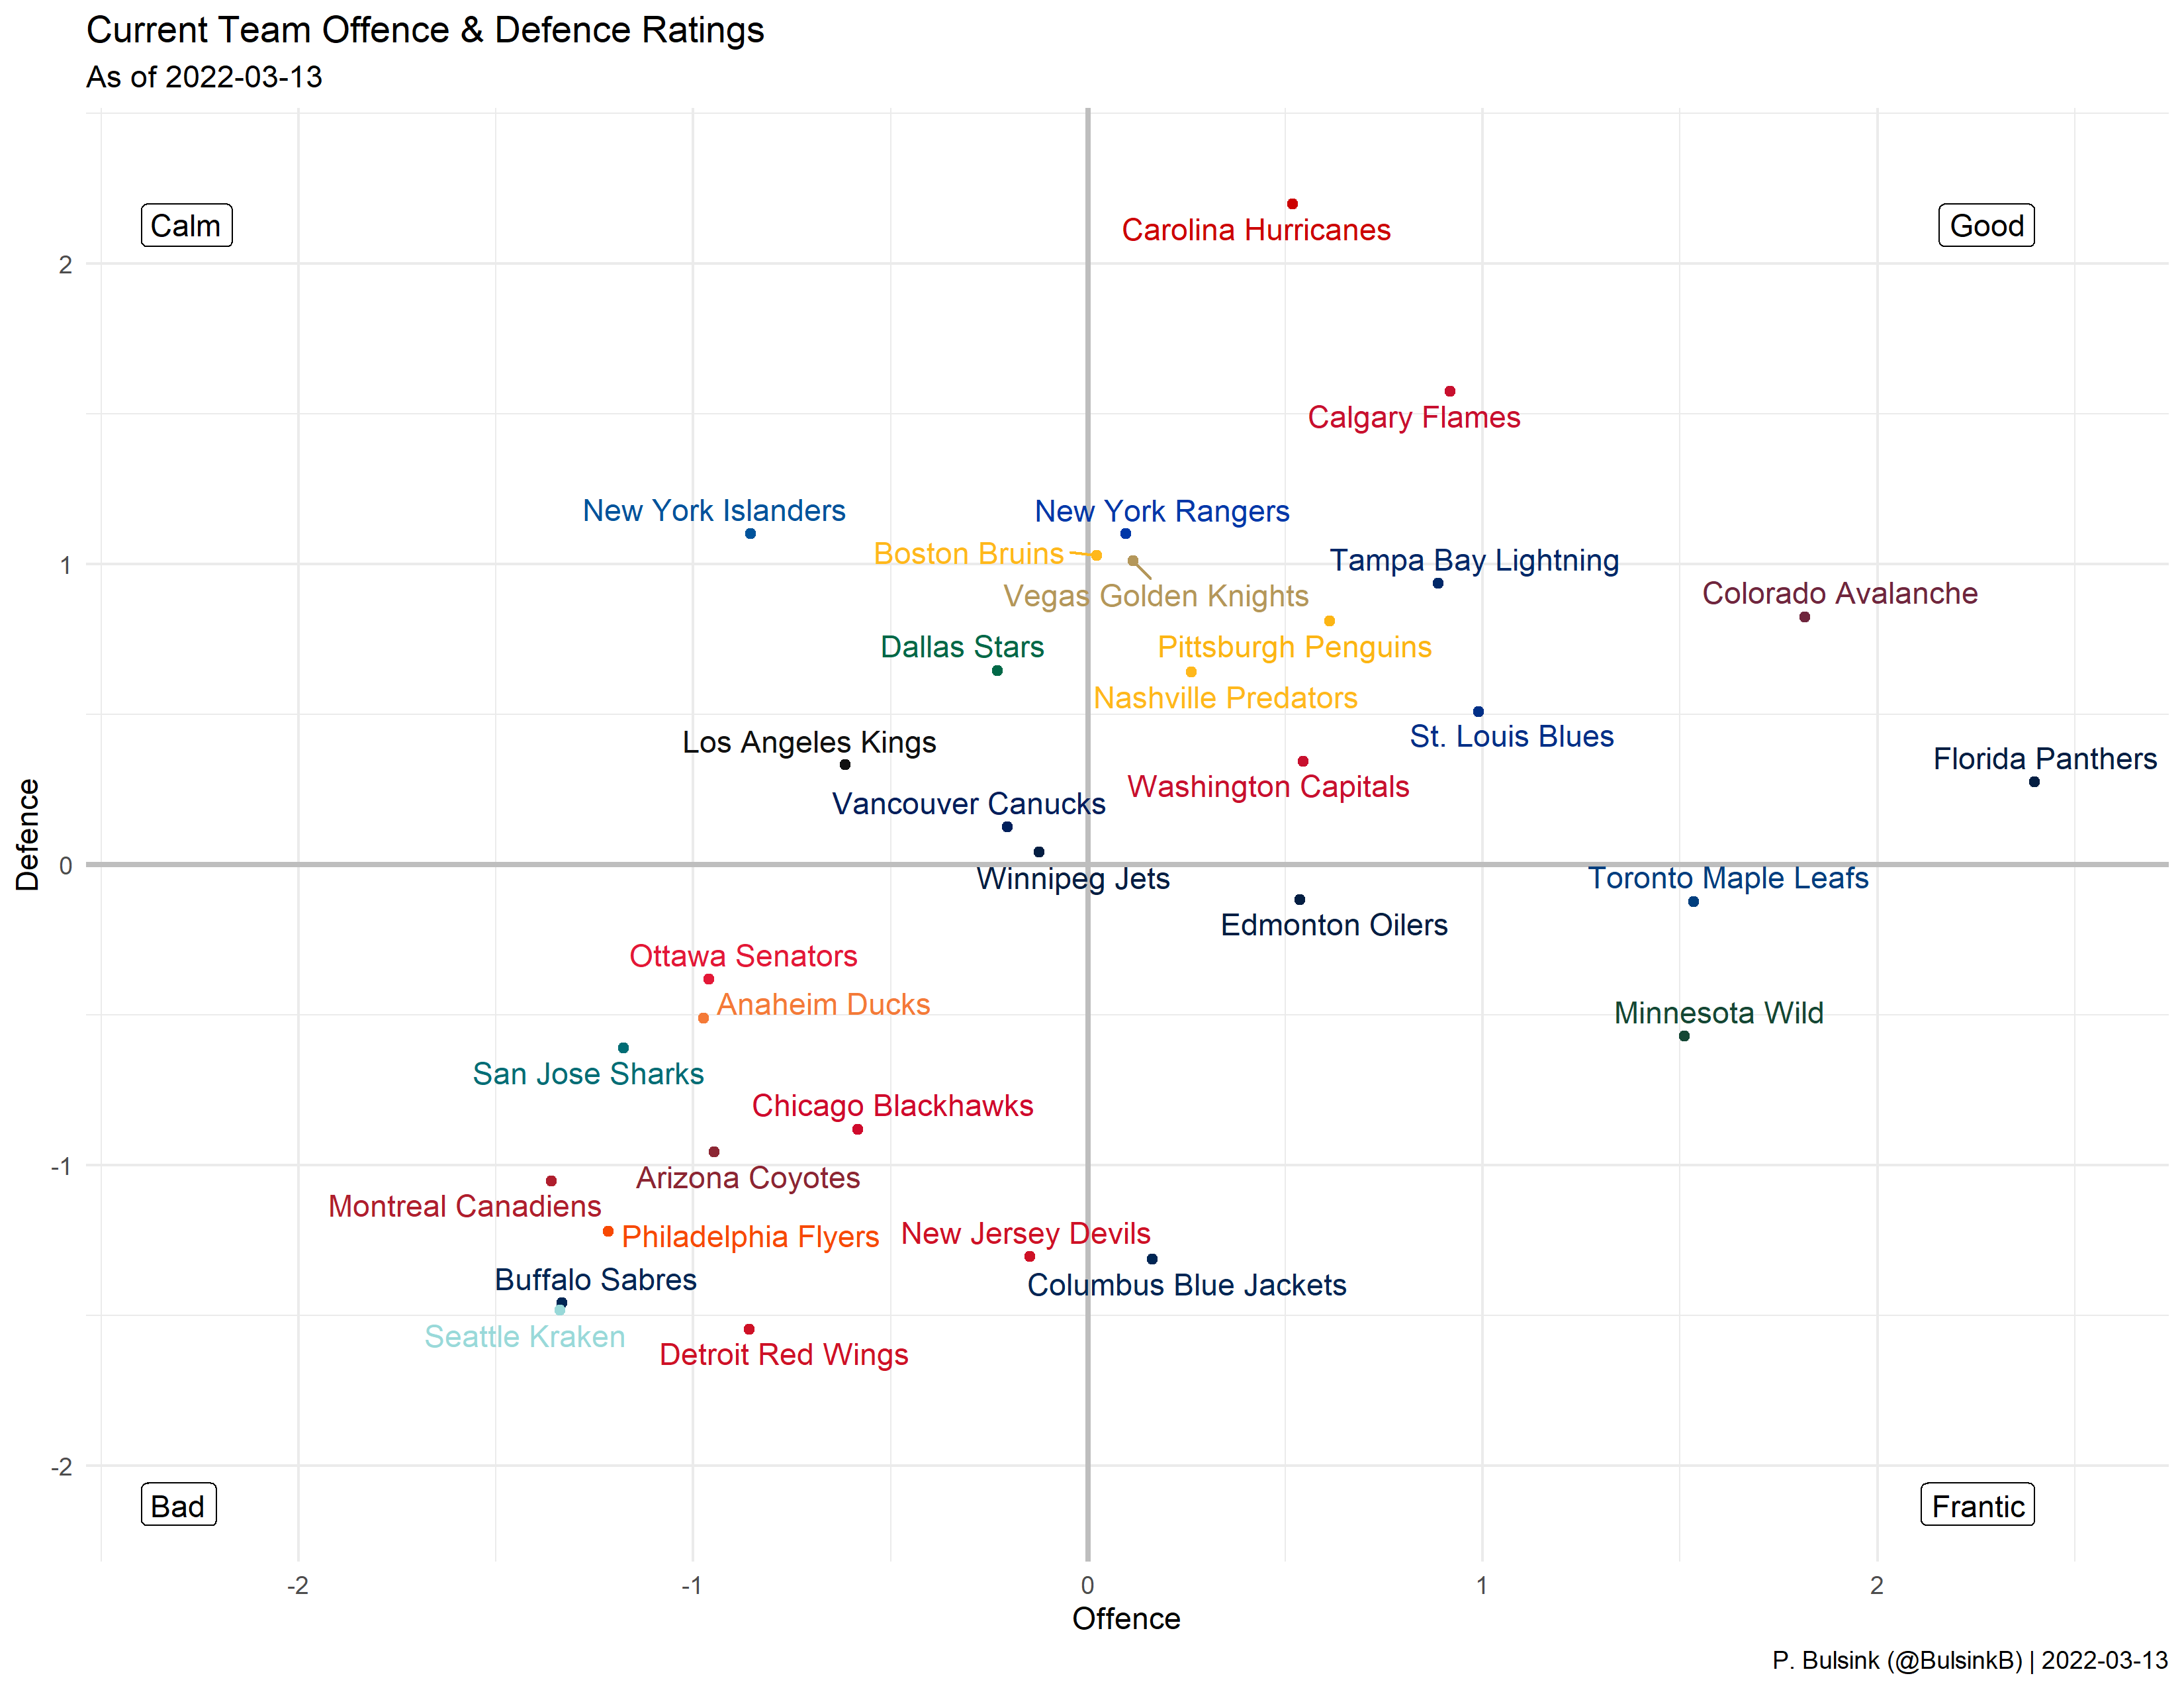 Current Team Offence & Defence Ratings
As of 2022-03-13
Calm
Good
Carolina Hurricanes
2
Calgary Flames
New York Islanders
New York Rangers
Boston Bruins
Tampa Bay Lightning
1
Vegas Golden Knights
Colorado Avalanche
Dallas Stars
Pittsburgh Penguins
Nashville Predators
Los Angeles Kings
St. Louis Blues
Florida Panthers
Washington Capitals
Vancouver Canucks
Defence
0
Winnipeg Jets
Toronto Maple Leafs
Edmonton Oilers
Ottawa Senators
Anaheim Ducks
Minnesota Wild
San Jose Sharks
Chicago Blackhawks
-1
Arizona Coyotes
Montreal Canadiens
Philadelphia Flyers
New Jersey Devils
Buffalo Sabres
Columbus Blue Jackets
Seattle Kraken
Detroit Red Wings
-2
Bad
Frantic
-2
-1
0
1
2
Offence
P. Bulsink (@BulsinkB) | 2022-03-13